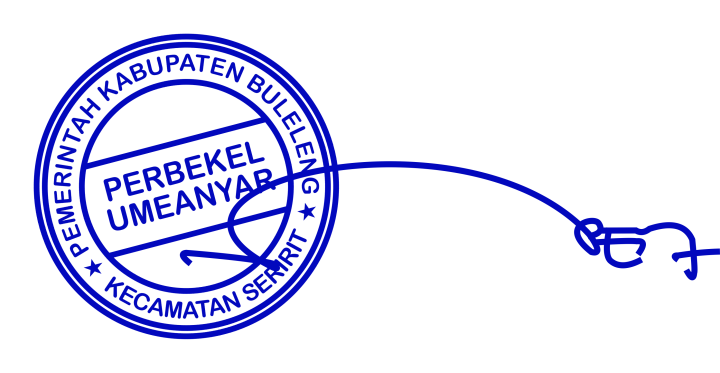 PEMERINTAH KABUPATEN BULELENG
PERBEKEL
UMEANYAR
KECAMATAN SERIRIT